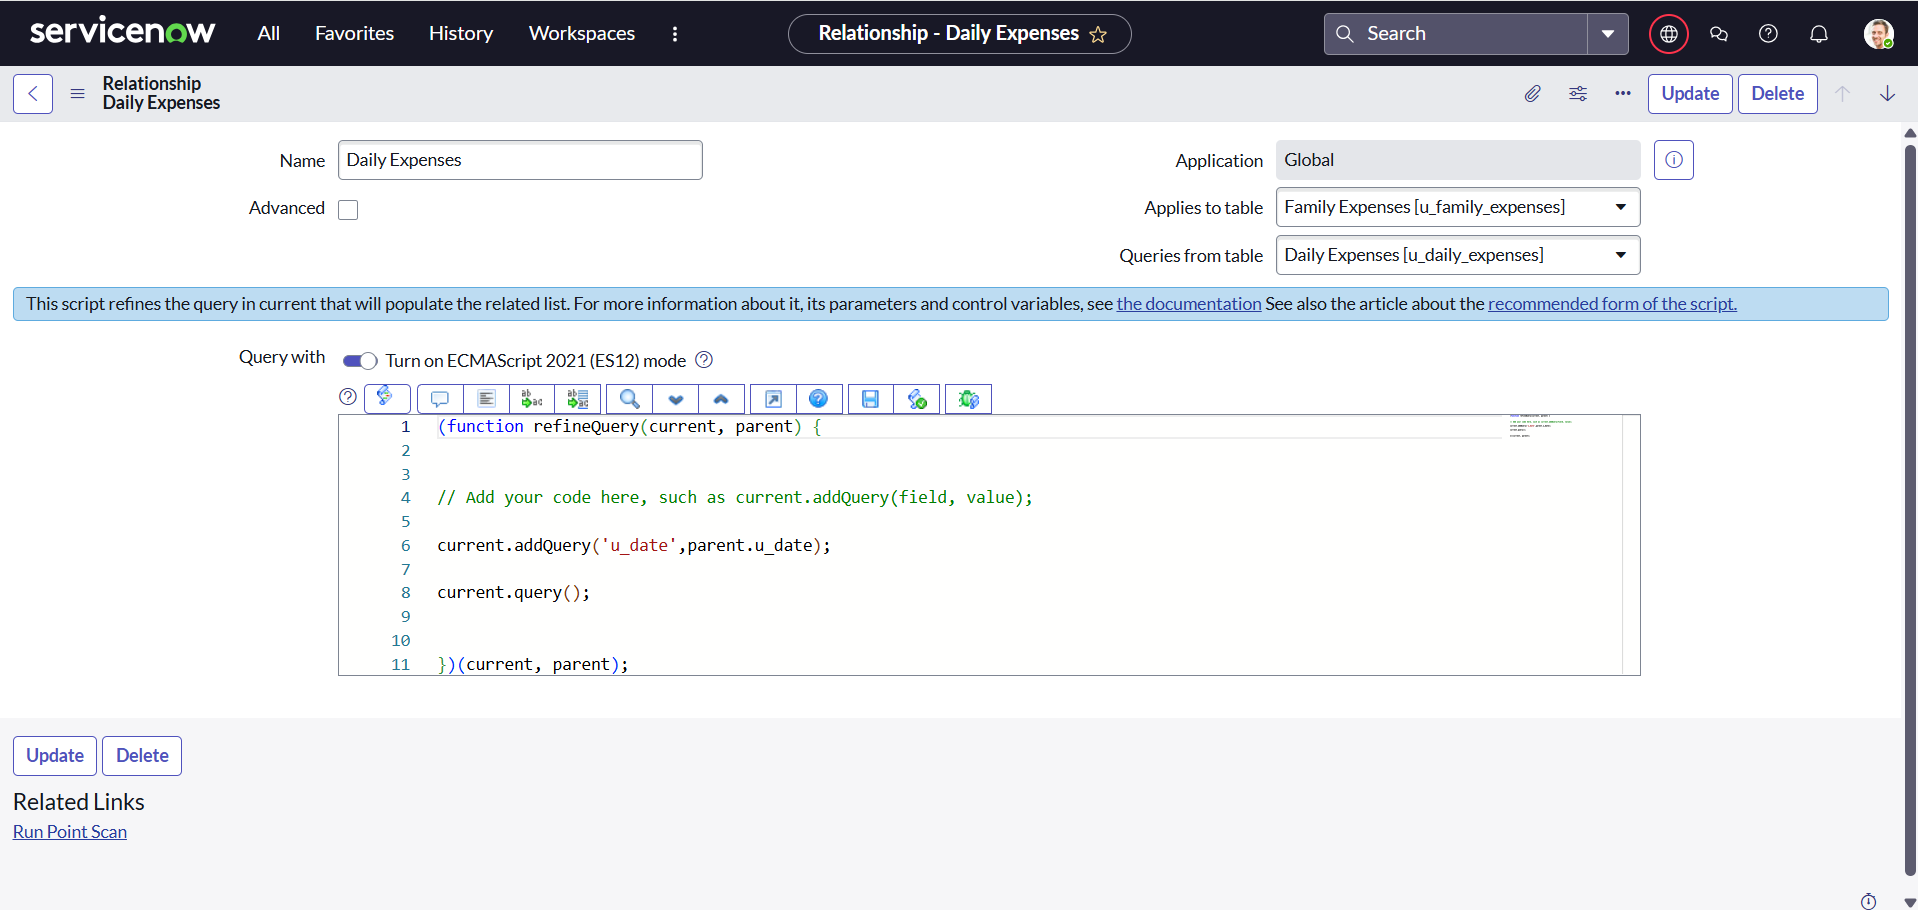 servicenow All Favorites History Workspaces Relationship - Daily Expenses Search
Relationship
Daily Expenses
Update Delete
Name Daily Expenses
Application Global
Advanced
Applies to table Family Expenses [u_family_expenses]
Queries from table Daily Expenses [u_daily_expenses]
This script refines the query in current that will populate the related list. For more information about it, its parameters and control variables, see the documentation See also the article about the recommended form of the script.
Query with Turn on ECMAScript 2021 (ES12) mode
1 (function refineQuery(current, parent) {
2
3
4 // Add your code here, such as current.addQuery(field, value);
5
6 current.addQuery('u_date',parent.u_date);
7
8 current.query();
9
10
11 })(current, parent);
Update Delete
Related Links
Run Point Scan